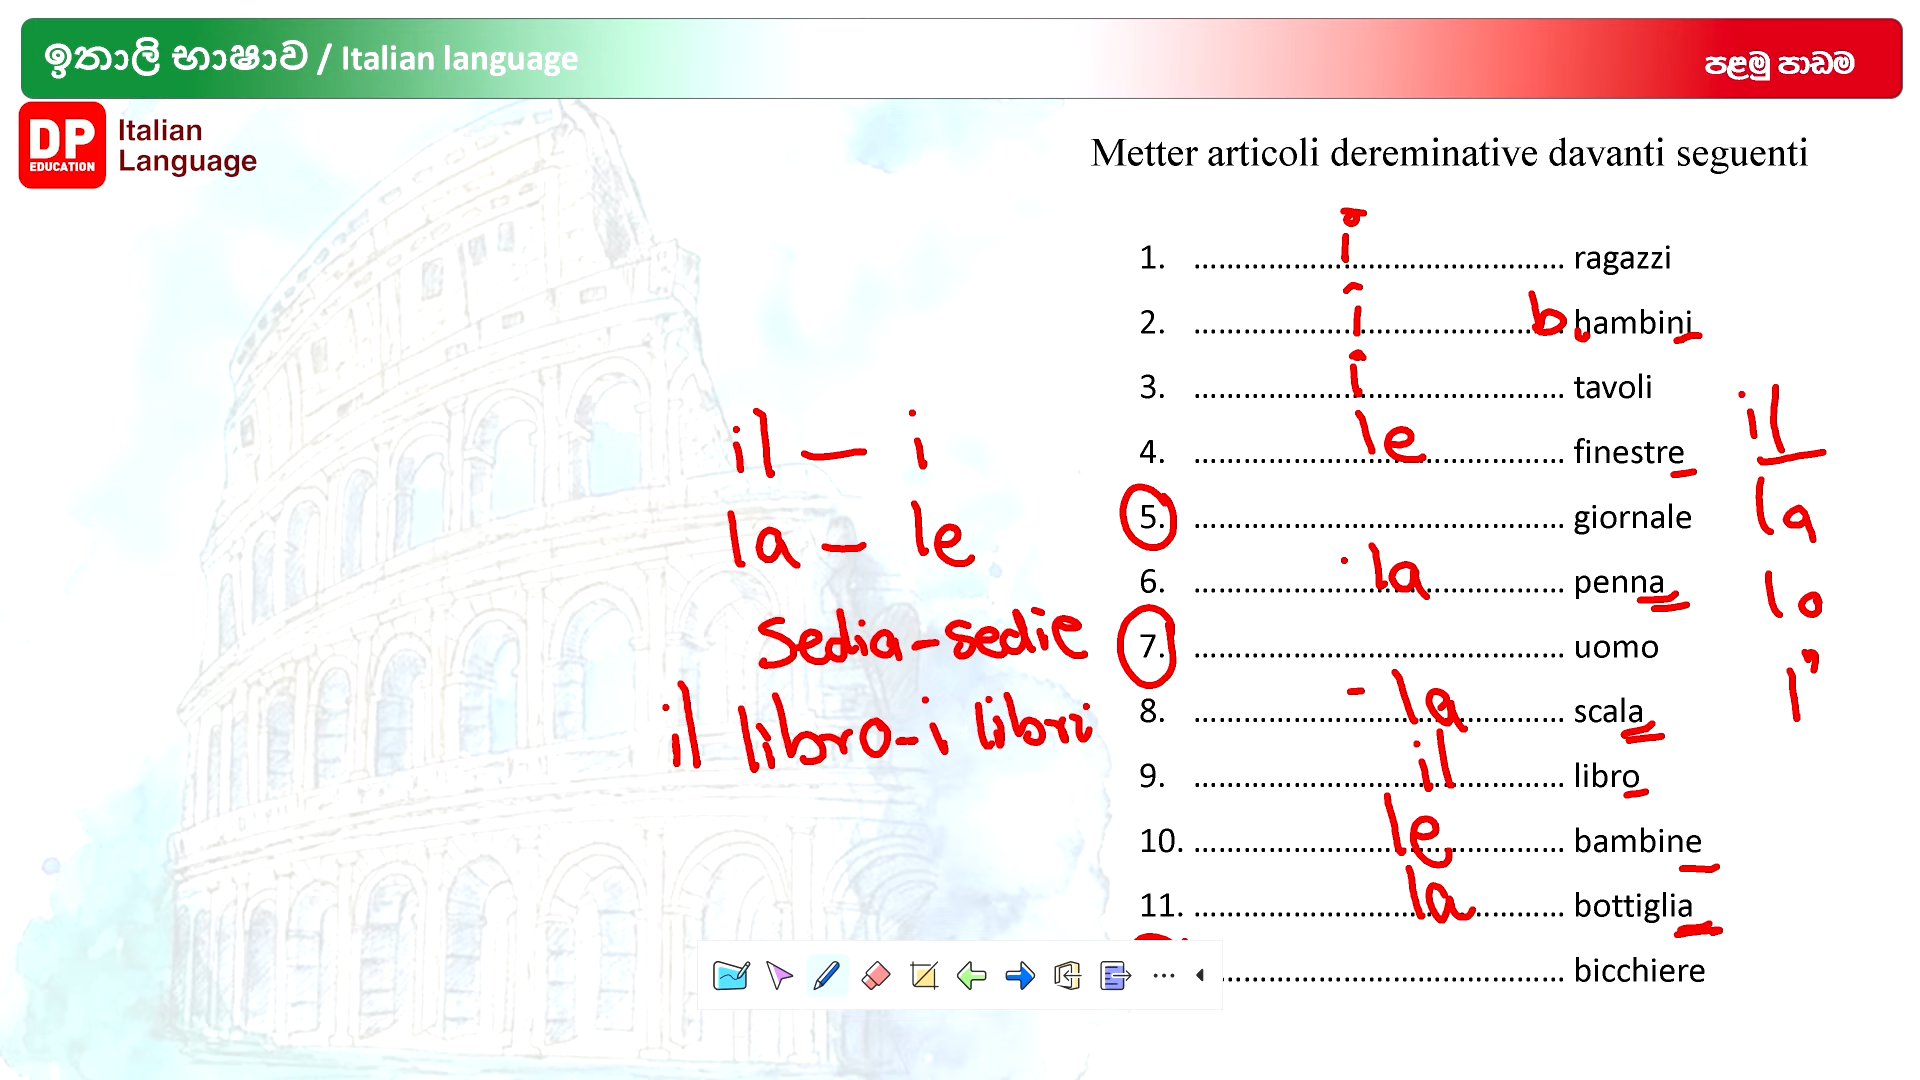 ඉතාලි භාෂාව / Italian language
පළමු පාඩම
DP
EDUCATION
Italian
Language
Metter articoli dereminative davanti seguenti
1. ............ i ............ ragazzi
2. ............ i ............ b hambini
3. ............ i ............ tavoli
4. ............ le ............ finestre
5. ........................ giornale
6. ............ la ............ penna
7. ........................ uomo
8. ............ la ............ scala
9. ............ il ............ libro
10. ............ le ............ bambine
11. ............ la ............ bottiglia
........................ bicchiere
il – i
la – le
Sedia – sedie
il libro – i libri
il
la
lo
l'